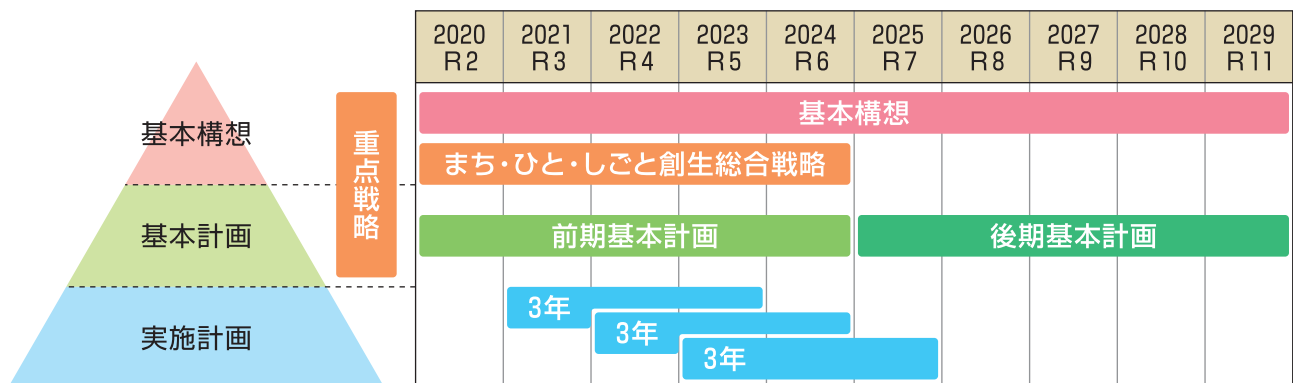 2020 2021 2022 2023 2024 2025 2026 2027 2028 2029
R2 R3 R4 R5 R6 R7 R8 R9 R10 R11
基本構想
基本計画
実施計画
重点戦略
基本構想
まち・ひと・しごと創生総合戦略
前期基本計画 後期基本計画
3年
3年
3年